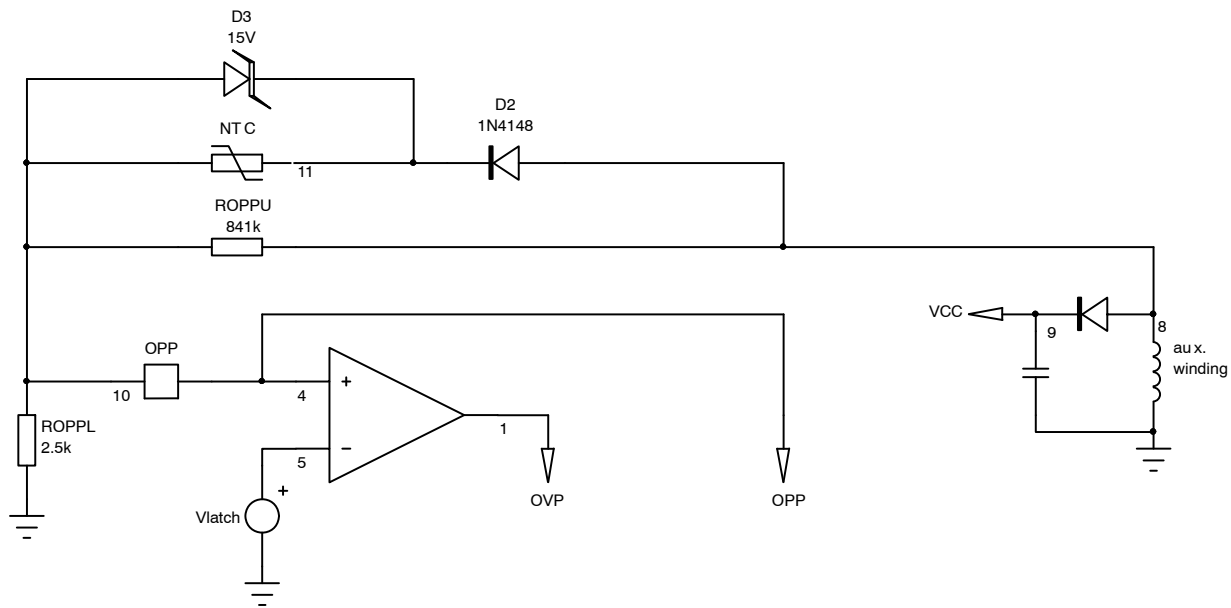 D3
15V
D2
1N4148
NTC
11
ROPPU
841k
VCC
9
8
aux.
winding
OPP
10
+
4
1
ROPPL
2.5k
−
5
+
Vlatch
OVP
OPP